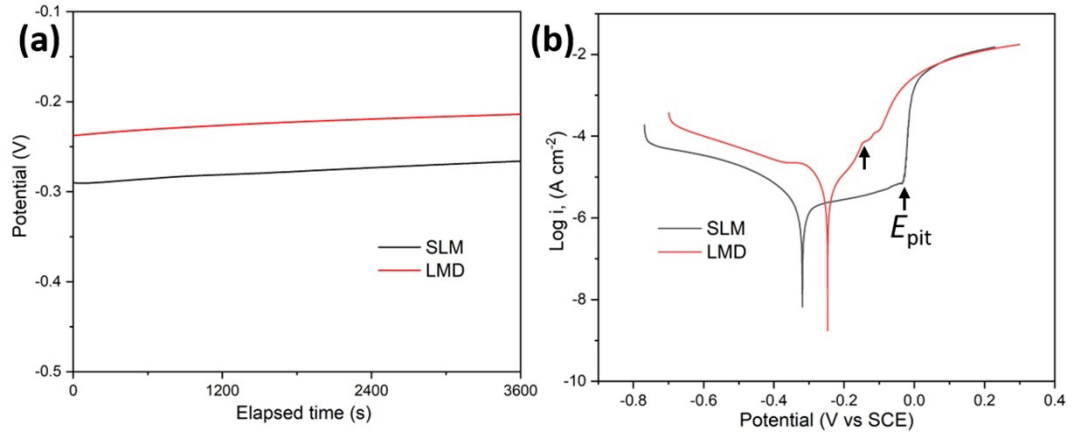 (a)
-0.1
-0.2
-0.3
-0.4
-0.5
Potential (V)
SLM
LMD
0
1200
2400
3600
Elapsed time (s)
(b)
-2
-4
-6
-8
-10
Log i, (A cm-2)
SLM
LMD
Epit
-0.8
-0.6
-0.4
-0.2
0.0
0.2
0.4
Potential (V vs SCE)